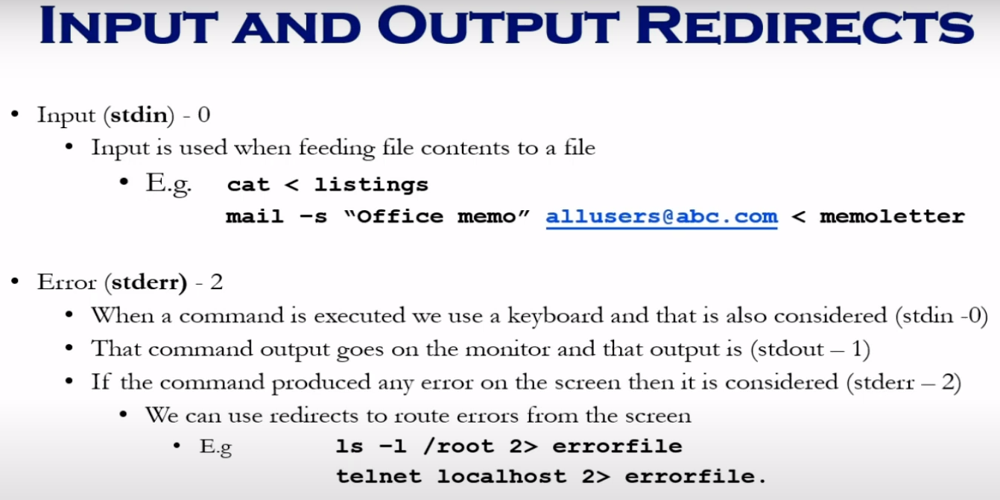 INPUT AND OUTPUT REDIRECTS
• Input (stdin) - 0
• Input is used when feeding file contents to a file
• E.g. cat < listings
mail –s “Office memo” allusers@abc.com < memoletter
• Error (stderr) - 2
• When a command is executed we use a keyboard and that is also considered (stdin -0)
• That command output goes on the monitor and that output is (stdout – 1)
• If the command produced any error on the screen then it is considered (stderr – 2)
• We can use redirects to route errors from the screen
• E.g ls –l /root 2> errorfile
telnet localhost 2> errorfile.